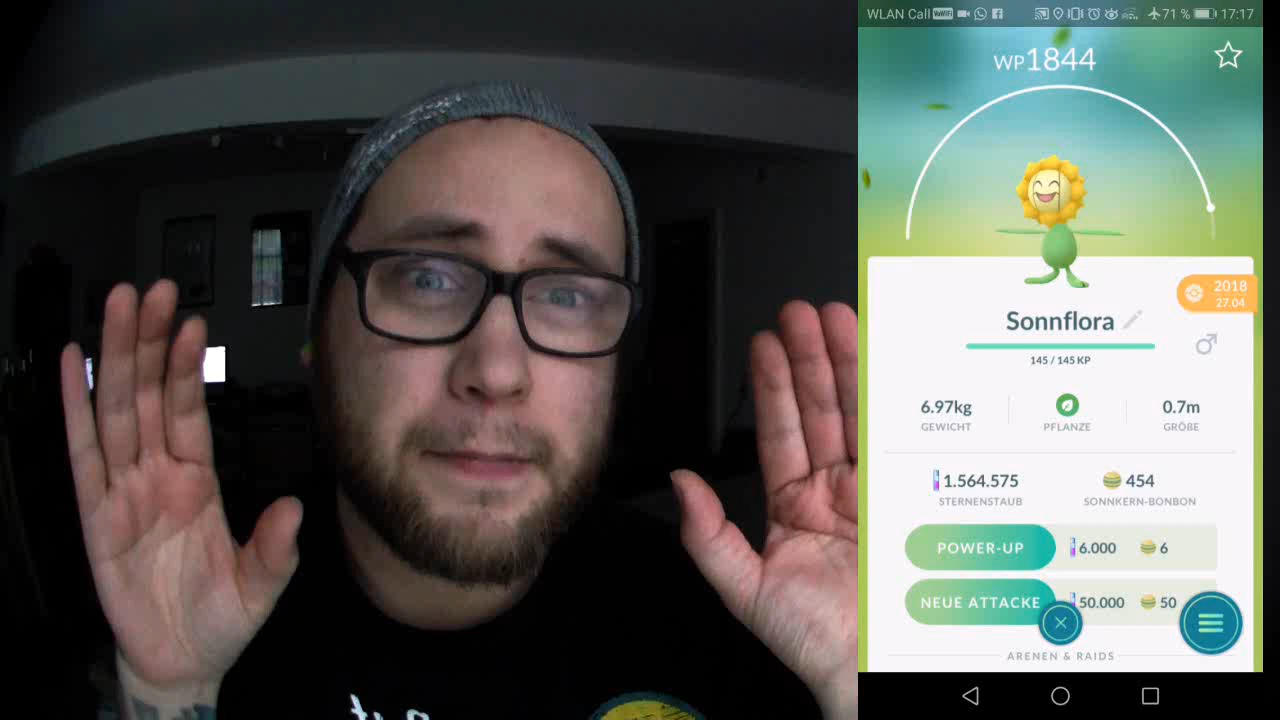 WLAN Call VoWiFi 71 % 17:17
WP1844
2018
27.04
Sonnflora
145 / 145 KP
6.97kg
GEWICHT
PFLANZE
0.7m
GRÖßE
1.564.575
STERNENSTAUB
454
SONNKERN-BONBON
POWER-UP 6.000 6
NEUE ATTACKE 50.000 50
ARENEN & RAIDS